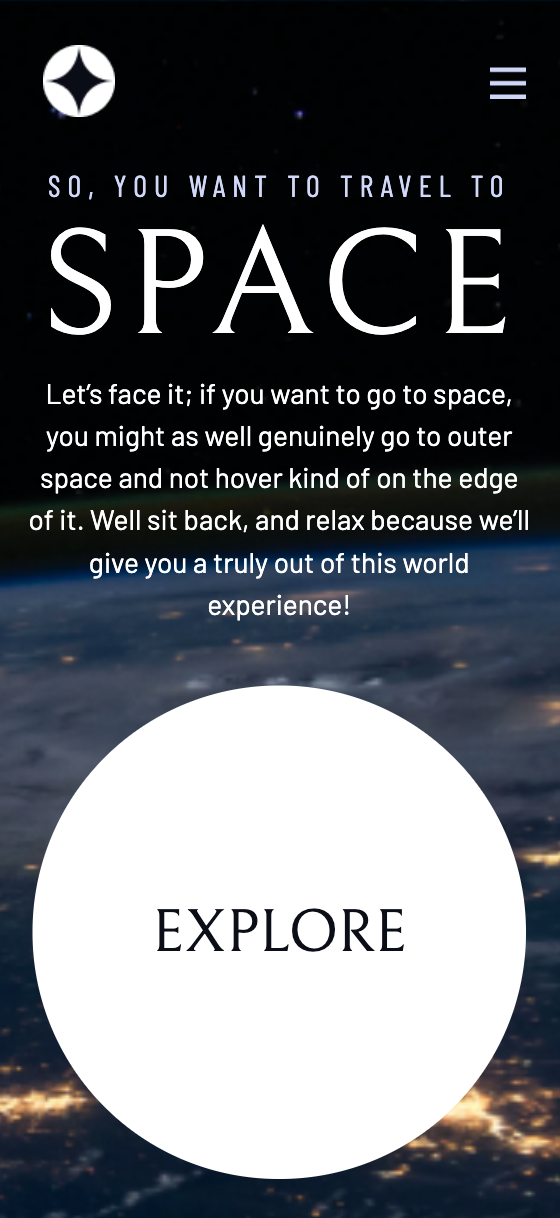 SO, YOU WANT TO TRAVEL TO
SPACE
Let’s face it; if you want to go to space,
you might as well genuinely go to outer
space and not hover kind of on the edge
of it. Well sit back, and relax because we’ll
give you a truly out of this world
experience!
EXPLORE